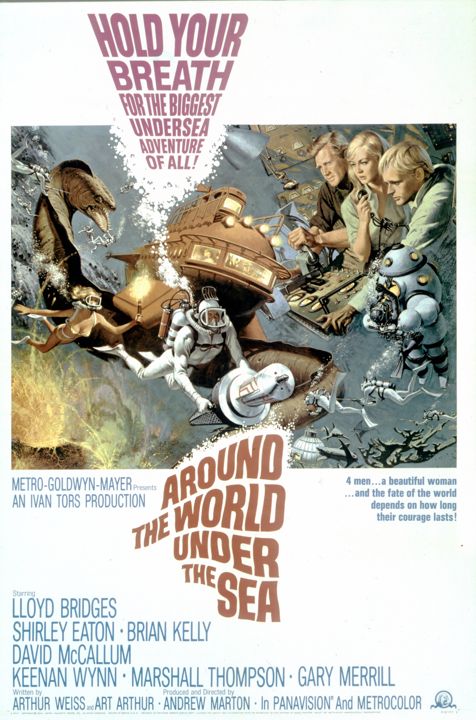 HOLD YOUR
BREATH
FOR THE BIGGEST
UNDERSEA
ADVENTURE
OF ALL!
METRO-GOLDWYN-MAYER Presents
AN IVAN TORS PRODUCTION
AROUND
THE WORLD
UNDER
THE SEA
4 men...a beautiful woman
...and the fate of the world
depends on how long
their courage lasts!
Starring
LLOYD BRIDGES
SHIRLEY EATON · BRIAN KELLY
DAVID McCALLUM
KEENAN WYNN · MARSHALL THOMPSON · GARY MERRILL
Written by
ARTHUR WEISS AND ART ARTHUR ·
Produced and Directed by
ANDREW MARTON · In PANAVISION And METROCOLOR